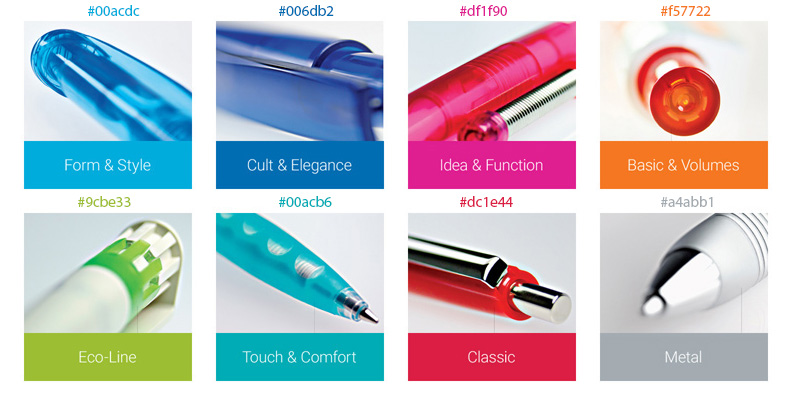 #00acdc
#006db2
#df1f90
#f57722
Form & Style
Cult & Elegance
Idea & Function
Basic & Volumes
#9cbe33
#00acb6
#dc1e44
#a4abb1
Eco-Line
Touch & Comfort
Classic
Metal